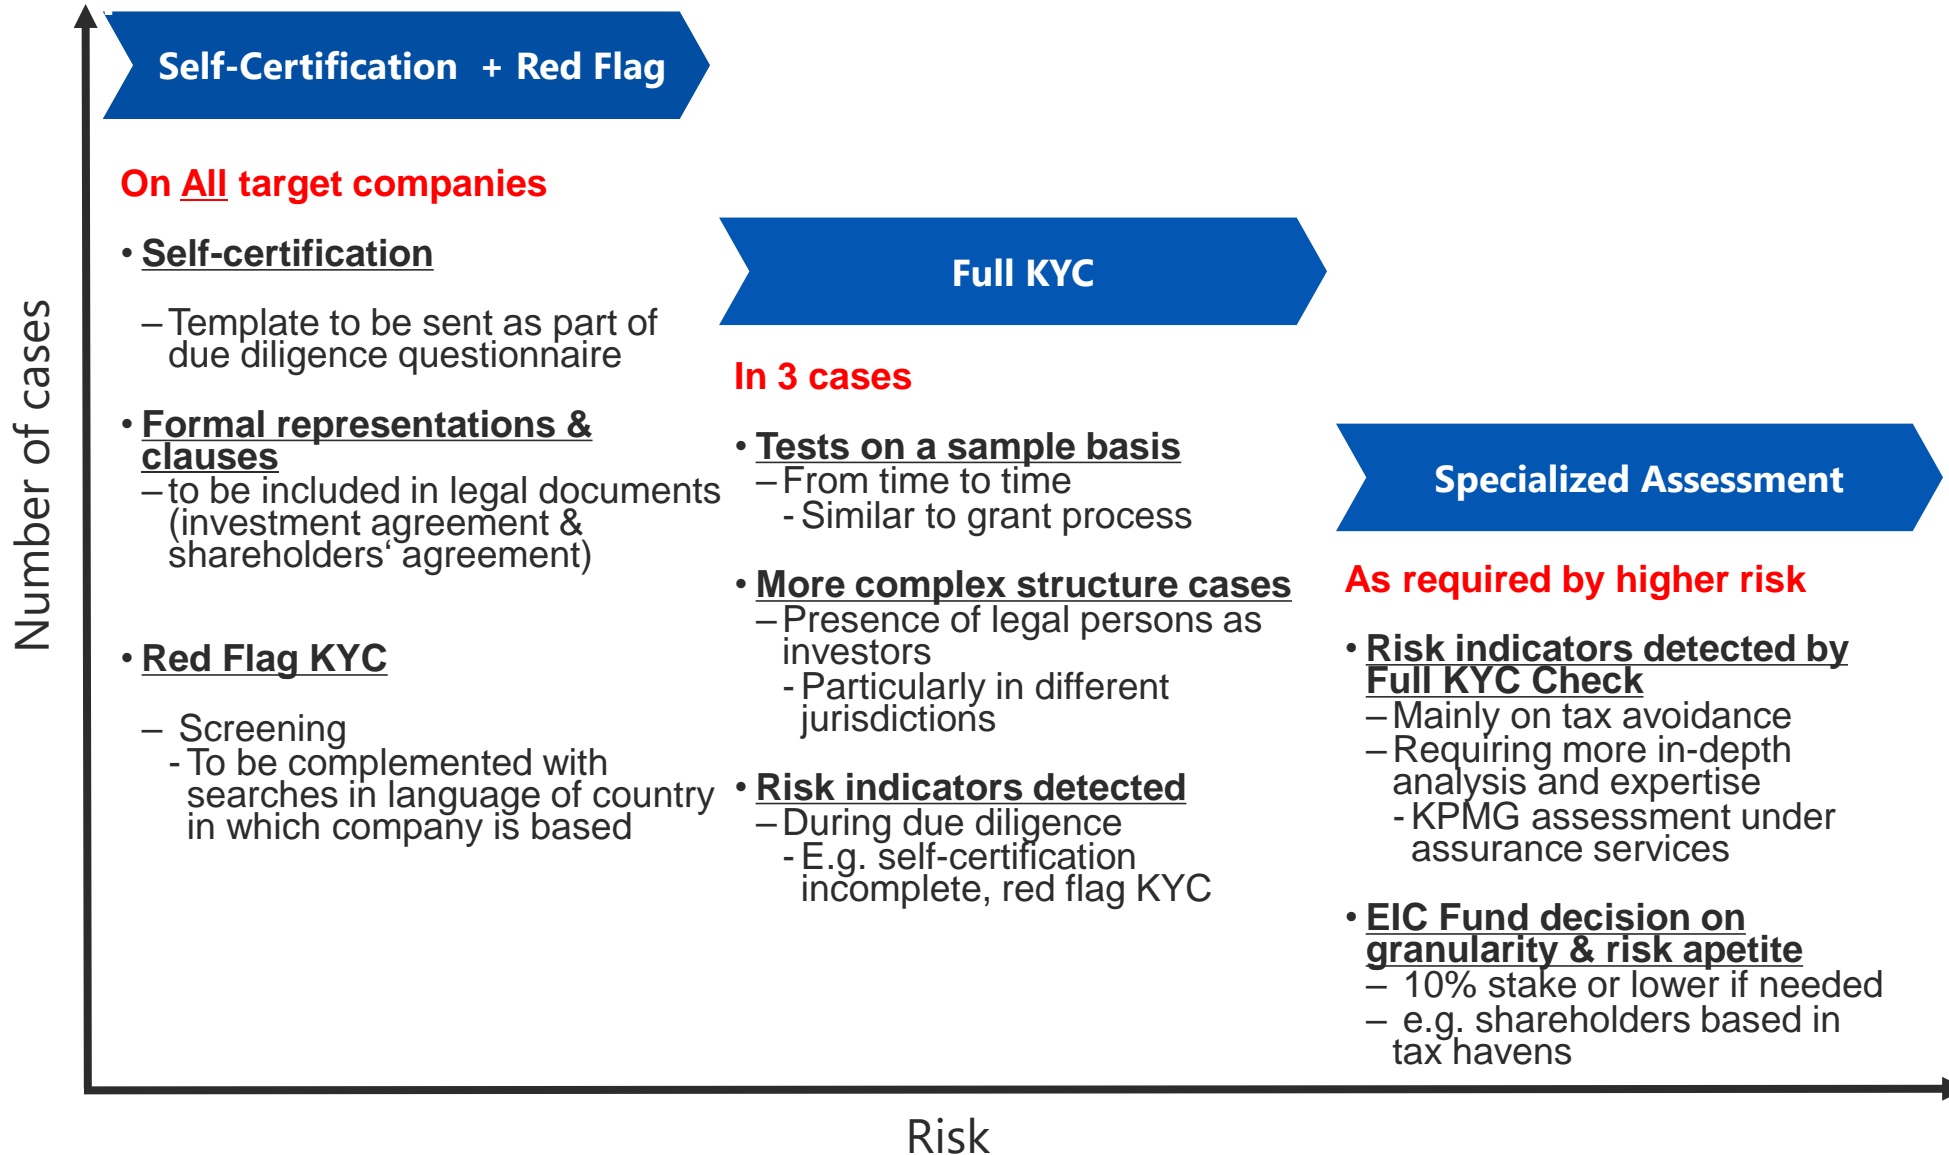 Self-Certification + Red Flag
On All target companies
• Self-certification
– Template to be sent as part of
due diligence questionnaire
• Formal representations &
clauses
– to be included in legal documents
(investment agreement &
shareholders‘ agreement)
• Red Flag KYC
– Screening
- To be complemented with
searches in language of country
in which company is based
Full KYC
In 3 cases
• Tests on a sample basis
– From time to time
- Similar to grant process
• More complex structure cases
– Presence of legal persons as
investors
- Particularly in different
jurisdictions
• Risk indicators detected
– During due diligence
- E.g. self-certification
incomplete, red flag KYC
Specialized Assessment
As required by higher risk
• Risk indicators detected by
Full KYC Check
– Mainly on tax avoidance
– Requiring more in-depth
analysis and expertise
- KPMG assessment under
assurance services
• EIC Fund decision on
granularity & risk apetite
– 10% stake or lower if needed
– e.g. shareholders based in
tax havens
Number of cases
Risk